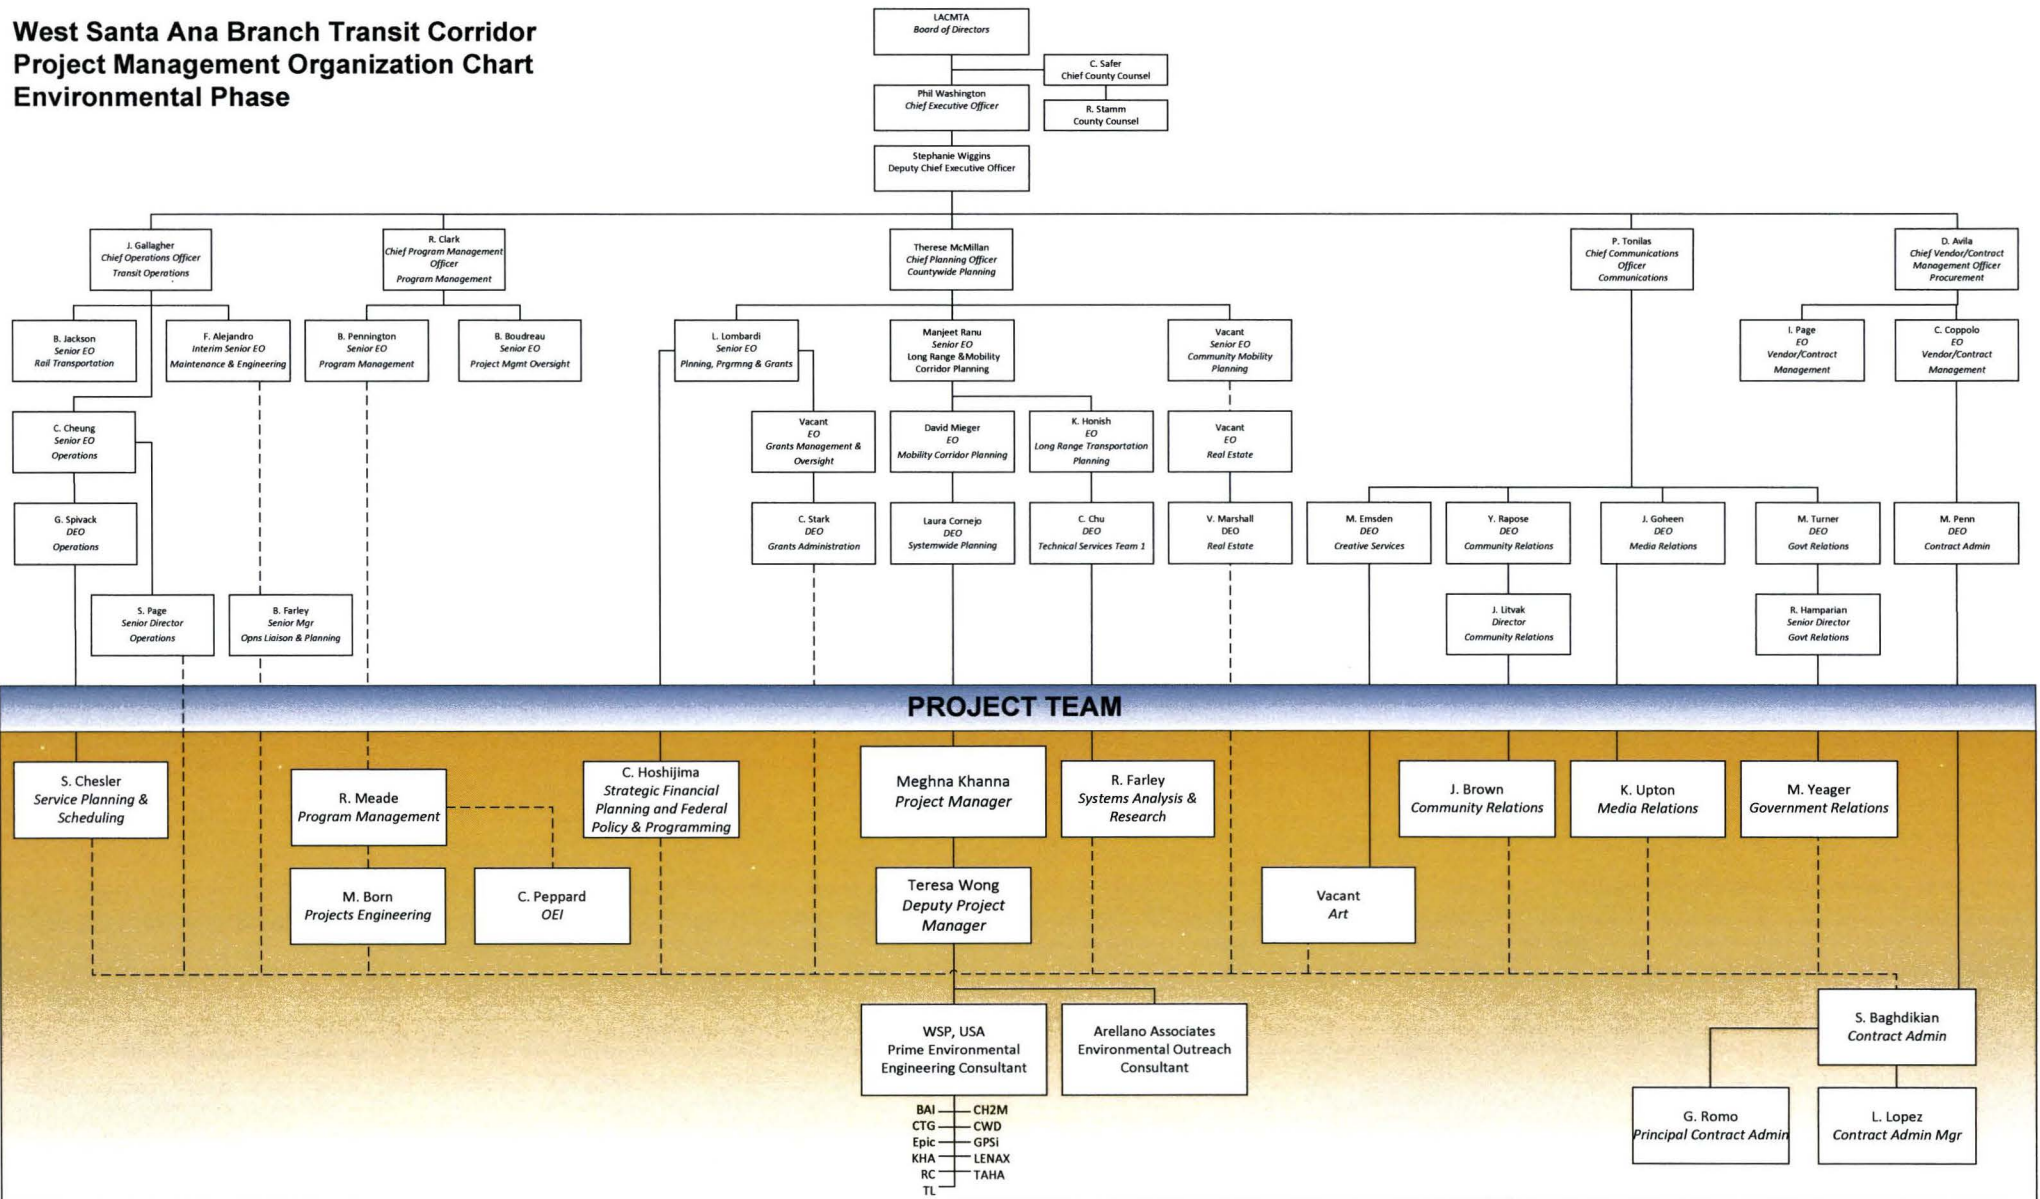 West Santa Ana Branch Transit Corridor
Project Management Organization Chart
Environmental Phase
LACMTA
Board of Directors
C. Safer
Chief County Counsel
Phil Washington
Chief Executive Officer
R. Stamm
County Counsel
Stephanie Wiggins
Deputy Chief Executive Officer
J. Gallagher
Chief Operations Officer
Transit Operations
R. Clark
Chief Program Management
Officer
Program Management
Therese McMillan
Chief Planning Officer
Countywide Planning
P. Tonilas
Chief Communications
Officer
Communications
D. Avila
Chief Vendor/Contract
Management Officer
Procurement
B. Jackson
Senior EO
Rail Transportation
F. Alejandro
Interim Senior EO
Maintenance & Engineering
B. Pennington
Senior EO
Program Management
B. Boudreau
Senior EO
Project Mgmt Oversight
L. Lombardi
Senior EO
Plnning, Prgrmng & Grants
Manjeet Ranu
Senior EO
Long Range &Mobility
Corridor Planning
Vacant
Senior EO
Community Mobility
Planning
I. Page
EO
Vendor/Contract
Management
C. Coppolo
EO
Vendor/Contract
Management
C. Cheung
Senior EO
Operations
Vacant
EO
Grants Management &
Oversight
David Mieger
EO
Mobility Corridor Planning
K. Honish
EO
Long Range Transportation
Planning
Vacant
EO
Real Estate
G. Spivack
DEO
Operations
C. Stark
DEO
Grants Administration
Laura Cornejo
DEO
Systemwide Planning
C. Chu
DEO
Technical Services Team 1
V. Marshall
DEO
Real Estate
M. Emsden
DEO
Creative Services
Y. Rapose
DEO
Community Relations
J. Goheen
DEO
Media Relations
M. Turner
DEO
Govt Relations
M. Penn
DEO
Contract Admin
S. Page
Senior Director
Operations
B. Farley
Senior Mgr
Opns Liaison & Planning
J. Litvak
Director
Community Relations
R. Hamparian
Senior Director
Govt Relations
PROJECT TEAM
S. Chesler
Service Planning &
Scheduling
R. Meade
Program Management
C. Hoshijima
Strategic Financial
Planning and Federal
Policy & Programming
Meghna Khanna
Project Manager
R. Farley
Systems Analysis &
Research
J. Brown
Community Relations
K. Upton
Media Relations
M. Yeager
Government Relations
M. Born
Projects Engineering
C. Peppard
OEI
Teresa Wong
Deputy Project
Manager
Vacant
Art
WSP, USA
Prime Environmental
Engineering Consultant
Arellano Associates
Environmental Outreach
Consultant
S. Baghdikian
Contract Admin
BAI CH2M
CTG CWD
Epic GPSi
KHA LENAX
RC TAHA
TL
G. Romo
Principal Contract Admin
L. Lopez
Contract Admin Mgr